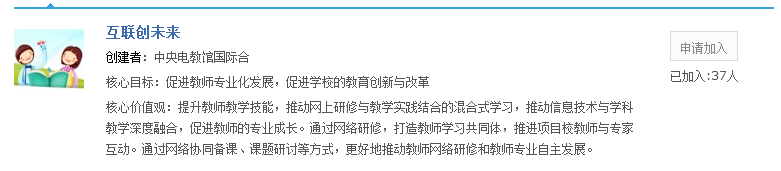 互联创未来
创建者：中央电教馆国际合
申请加入
核心目标：促进教师专业化发展，促进学校的教育创新与改革
已加入:37人
核心价值观：提升教师教学技能，推动网上研修与教学实践结合的混合式学习，推动信息技术与学科
教学深度融合，促进教师的专业成长。通过网络研修，打造教师学习共同体，推进项目校教师与专家
互动。通过网络协同备课、课题研讨等方式，更好地推动教师网络研修和教师专业自主发展。